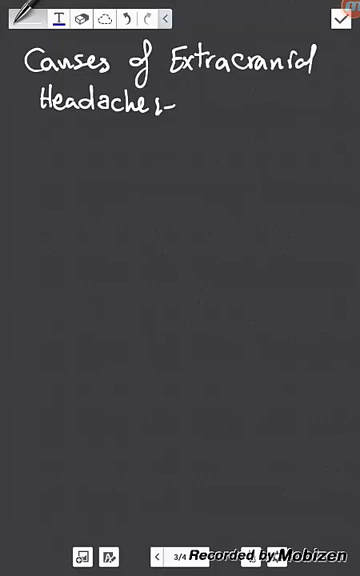 T
Causes of Extracranial
Headaches-
3/4
Recorded by Mobizen